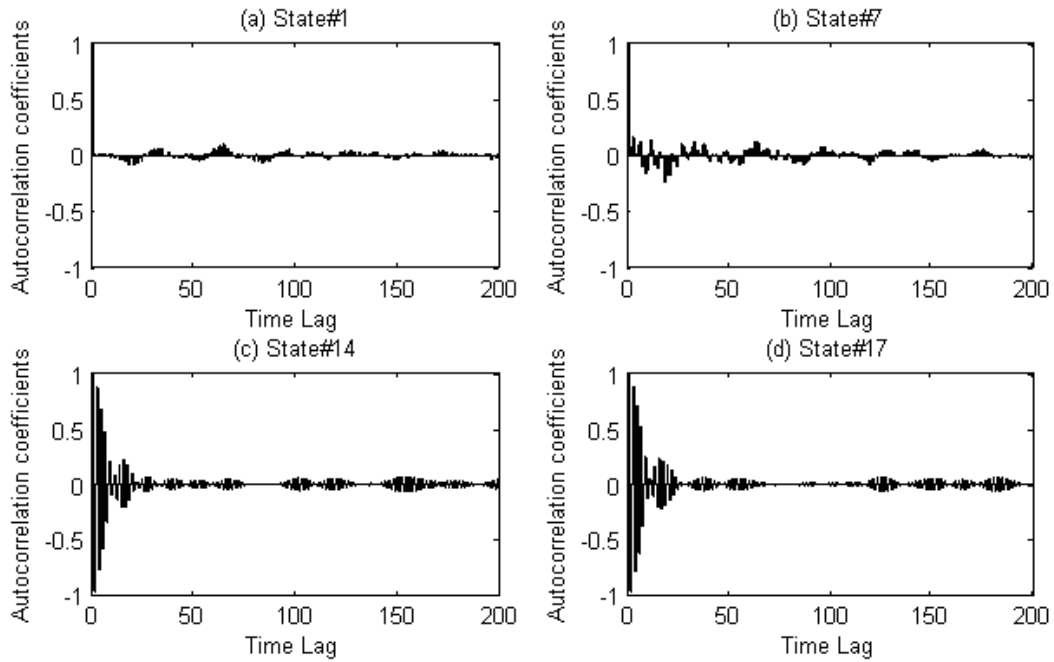 (a) State#1
Autocorrelation coefficients
1
0.5
0
-0.5
-1
0 50 100 150 200
Time Lag
(b) State#7
Autocorrelation coefficients
1
0.5
0
-0.5
-1
0 50 100 150 200
Time Lag
(c) State#14
Autocorrelation coefficients
1
0.5
0
-0.5
-1
0 50 100 150 200
Time Lag
(d) State#17
Autocorrelation coefficients
1
0.5
0
-0.5
-1
0 50 100 150 200
Time Lag